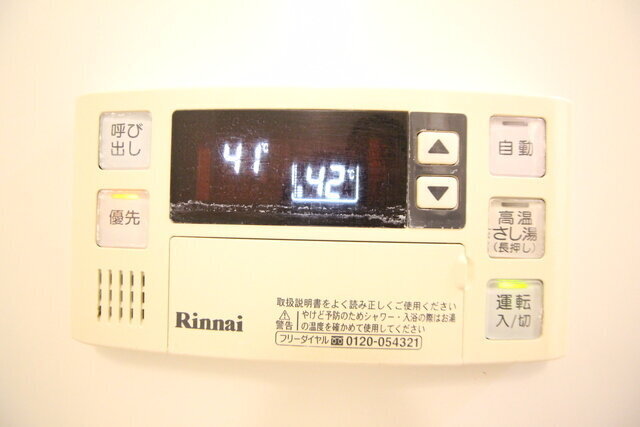 呼び
出し
優先
41℃
42℃
▲
▼
自動
高温
さし湯
(長押し)
運転
入/切
Rinnai
取扱説明書をよく読み正しくご使用ください
⚠警告 やけど予防のためシャワー・入浴の際はお湯
の温度を確かめて使用してください
フリーダイヤル 0120-054321